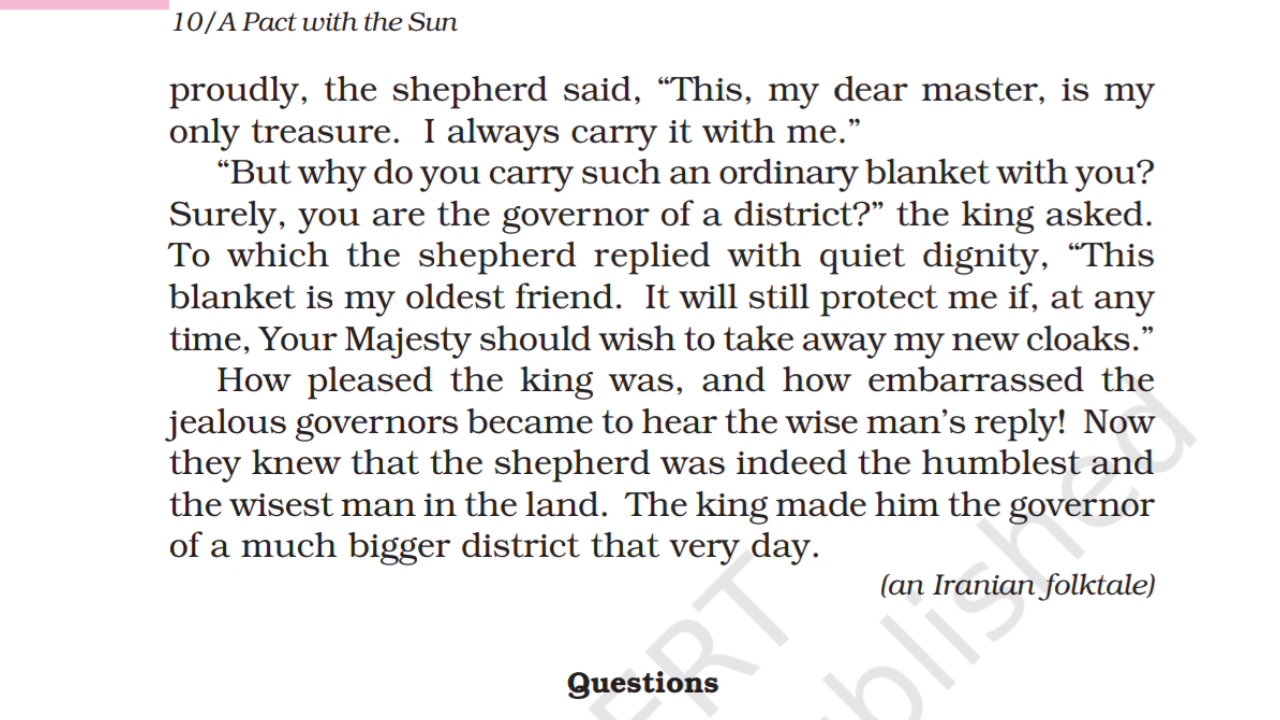 10/A Pact with the Sun
proudly, the shepherd said, “This, my dear master, is my
only treasure. I always carry it with me.”
“But why do you carry such an ordinary blanket with you?
Surely, you are the governor of a district?” the king asked.
To which the shepherd replied with quiet dignity, “This
blanket is my oldest friend. It will still protect me if, at any
time, Your Majesty should wish to take away my new cloaks.”
How pleased the king was, and how embarrassed the
jealous governors became to hear the wise man’s reply! Now
they knew that the shepherd was indeed the humblest and
the wisest man in the land. The king made him the governor
of a much bigger district that very day.
(an Iranian folktale)
Questions